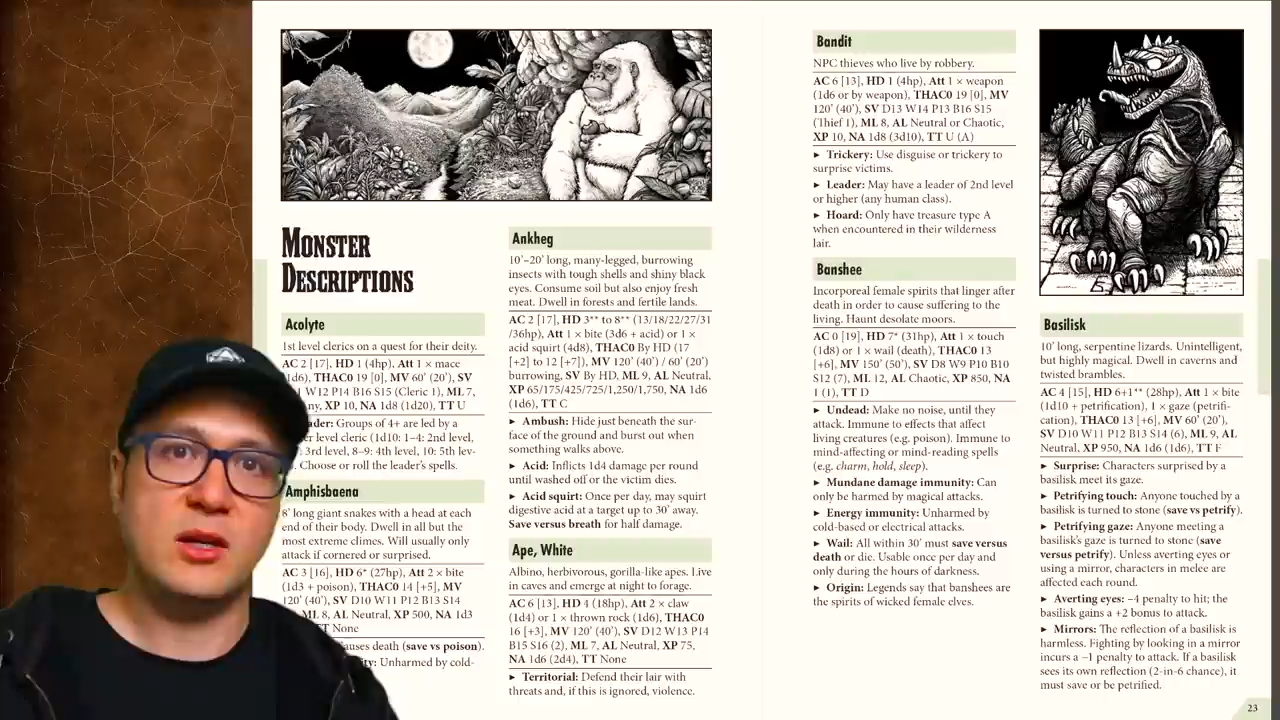 MONSTER
DESCRIPTIONS
Acolyte
1st level clerics on a quest for their deity.
AC 2 [17], HD 1 (4hp), Att 1 × mace
1d6), THAC0 19 [0], MV 60’ (20’), SV
W12 P14 B16 S15 (Cleric 1), ML 7,
XP 10, NA 1d8 (1d20), TT U
Groups of 4+ are led by a
level cleric (1d10: 1–4: 2nd level,
3rd level, 8–9: 4th level, 10: 5th lev-
Choose or roll the leader’s spells.
Amphisbaena
8’ long giant snakes with a head at each
end of their body. Dwell in all but the
most extreme climes. Will usually only
attack if cornered or surprised.
AC 3 [16], HD 6* (27hp), Att 2 × bite
(1d3 + poison), THAC0 14 [+5], MV
120’ (40’), SV D10 W11 P12 B13 S14
ML 8, AL Neutral, XP 500, NA 1d3
TT None
causes death (save vs poison).
Unharmed by cold-
Ankheg
10’–20’ long, many-legged, burrowing
insects with tough shells and shiny black
eyes. Consume soil but also enjoy fresh
meat. Dwell in forests and fertile lands.
AC 2 [17], HD 3** to 8** (13/18/22/27/31
/36hp), Att 1 × bite (3d6 + acid) or 1 ×
acid squirt (4d8), THAC0 By HD (17
[+2] to 12 [+7]), MV 120’ (40’) / 60’ (20’)
burrowing, SV By HD, ML 9, AL Neutral,
XP 65/175/425/725/1,250/1,750, NA 1d6
(1d6), TT C
► Ambush: Hide just beneath the sur-
face of the ground and burst out when
something walks above.
► Acid: Inflicts 1d4 damage per round
until washed off or the victim dies.
► Acid squirt: Once per day, may squirt
digestive acid at a target up to 30’ away.
Save versus breath for half damage.
Ape, White
Albino, herbivorous, gorilla-like apes. Live
in caves and emerge at night to forage.
AC 6 [13], HD 4 (18hp), Att 2 × claw
(1d4) or 1 × thrown rock (1d6), THAC0
16 [+3], MV 120’ (40’), SV D12 W13 P14
B15 S16 (2), ML 7, AL Neutral, XP 75,
NA 1d6 (2d4), TT None
► Territorial: Defend their lair with
threats and, if this is ignored, violence.
Bandit
NPC thieves who live by robbery.
AC 6 [13], HD 1 (4hp), Att 1 × weapon
(1d6 or by weapon), THAC0 19 [0], MV
120’ (40’), SV D13 W14 P13 B16 S15
(Thief 1), ML 8, AL Neutral or Chaotic,
XP 10, NA 1d8 (3d10), TT U (A)
► Trickery: Use disguise or trickery to
surprise victims.
► Leader: May have a leader of 2nd level
or higher (any human class).
► Hoard: Only have treasure type A
when encountered in their wilderness
lair.
Banshee
Incorporeal female spirits that linger after
death in order to cause suffering to the
living. Haunt desolate moors.
AC 0 [19], HD 7* (31hp), Att 1 × touch
(1d8) or 1 × wail (death), THAC0 13
[+6], MV 150’ (50’), SV D8 W9 P10 B10
S12 (7), ML 12, AL Chaotic, XP 850, NA
1 (1), TT D
► Undead: Make no noise, until they
attack. Immune to effects that affect
living creatures (e.g. poison). Immune to
mind-affecting or mind-reading spells
(e.g. charm, hold, sleep).
► Mundane damage immunity: Can
only be harmed by magical attacks.
► Energy immunity: Unharmed by
cold-based or electrical attacks.
► Wail: All within 30’ must save versus
death or die. Usable once per day and
only during the hours of darkness.
► Origin: Legends say that banshees are
the spirits of wicked female elves.
Basilisk
10’ long, serpentine lizards. Unintelligent,
but highly magical. Dwell in caverns and
twisted brambles.
AC 4 [15], HD 6+1** (28hp), Att 1 × bite
(1d10 + petrification), 1 × gaze (petrifi-
cation), THAC0 13 [+6], MV 60’ (20’),
SV D10 W11 P12 B13 S14 (6), ML 9, AL
Neutral, XP 950, NA 1d6 (1d6), TT F
► Surprise: Characters surprised by a
basilisk meet its gaze.
► Petrifying touch: Anyone touched by a
basilisk is turned to stone (save vs petrify).
► Petrifying gaze: Anyone meeting a
basilisk’s gaze is turned to stone (save
versus petrify). Unless averting eyes or
using a mirror, characters in melee are
affected each round.
► Averting eyes: –4 penalty to hit; the
basilisk gains a +2 bonus to attack.
► Mirrors: The reflection of a basilisk is
harmless. Fighting by looking in a mirror
incurs a –1 penalty to attack. If a basilisk
sees its own reflection (2-in-6 chance), it
must save or be petrified.
23